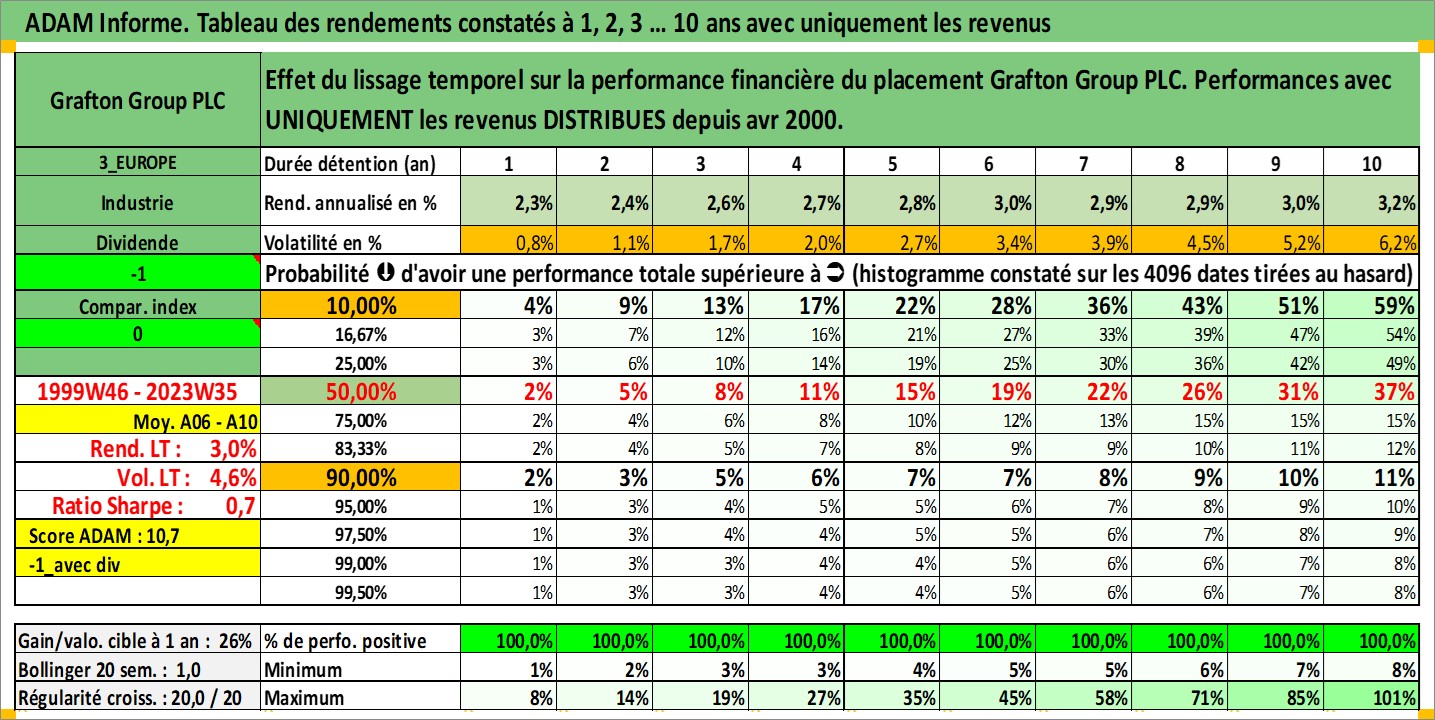 ADAM Informe. Tableau des rendements constatés à 1, 2, 3 ... 10 ans avec uniquement les revenus
Grafton Group PLC
Effet du lissage temporel sur la performance financière du placement Grafton Group PLC. Performances avec
UNIQUEMENT les revenus DISTRIBUES depuis avr 2000.
3_EUROPE Durée détention (an) 1 2 3 4 5 6 7 8 9 10
Industrie Rend. annualisé en % 2,3% 2,4% 2,6% 2,7% 2,8% 3,0% 2,9% 2,9% 3,0% 3,2%
Dividende Volatilité en % 0,8% 1,1% 1,7% 2,0% 2,7% 3,4% 3,9% 4,5% 5,2% 6,2%
-1 Probabilité ⬇ d'avoir une performance totale supérieure à ➲ (histogramme constaté sur les 4096 dates tirées au hasard)
Compar. index 10,00% 4% 9% 13% 17% 22% 28% 36% 43% 51% 59%
0 16,67% 3% 7% 12% 16% 21% 27% 33% 39% 47% 54%
25,00% 3% 6% 10% 14% 19% 25% 30% 36% 42% 49%
1999W46 - 2023W35 50,00% 2% 5% 8% 11% 15% 19% 22% 26% 31% 37%
Moy. A06 - A10 75,00% 2% 4% 6% 8% 10% 12% 13% 15% 15% 15%
Rend. LT : 3,0% 83,33% 2% 4% 5% 7% 8% 9% 9% 10% 11% 12%
Vol. LT : 4,6% 90,00% 2% 3% 5% 6% 7% 7% 8% 9% 10% 11%
Ratio Sharpe : 0,7 95,00% 1% 3% 4% 5% 5% 6% 7% 8% 9% 10%
Score ADAM : 10,7 97,50% 1% 3% 4% 4% 5% 5% 6% 7% 8% 9%
-1_avec div 99,00% 1% 3% 3% 4% 4% 5% 6% 6% 7% 8%
99,50% 1% 3% 3% 4% 4% 5% 6% 6% 7% 8%
Gain/valo. cible à 1 an : 26% % de perfo. positive 100,0% 100,0% 100,0% 100,0% 100,0% 100,0% 100,0% 100,0% 100,0% 100,0%
Bollinger 20 sem. : 1,0 Minimum 1% 2% 3% 3% 4% 5% 5% 6% 7% 8%
Régularité croiss. : 20,0 / 20 Maximum 8% 14% 19% 27% 35% 45% 58% 71% 85% 101%